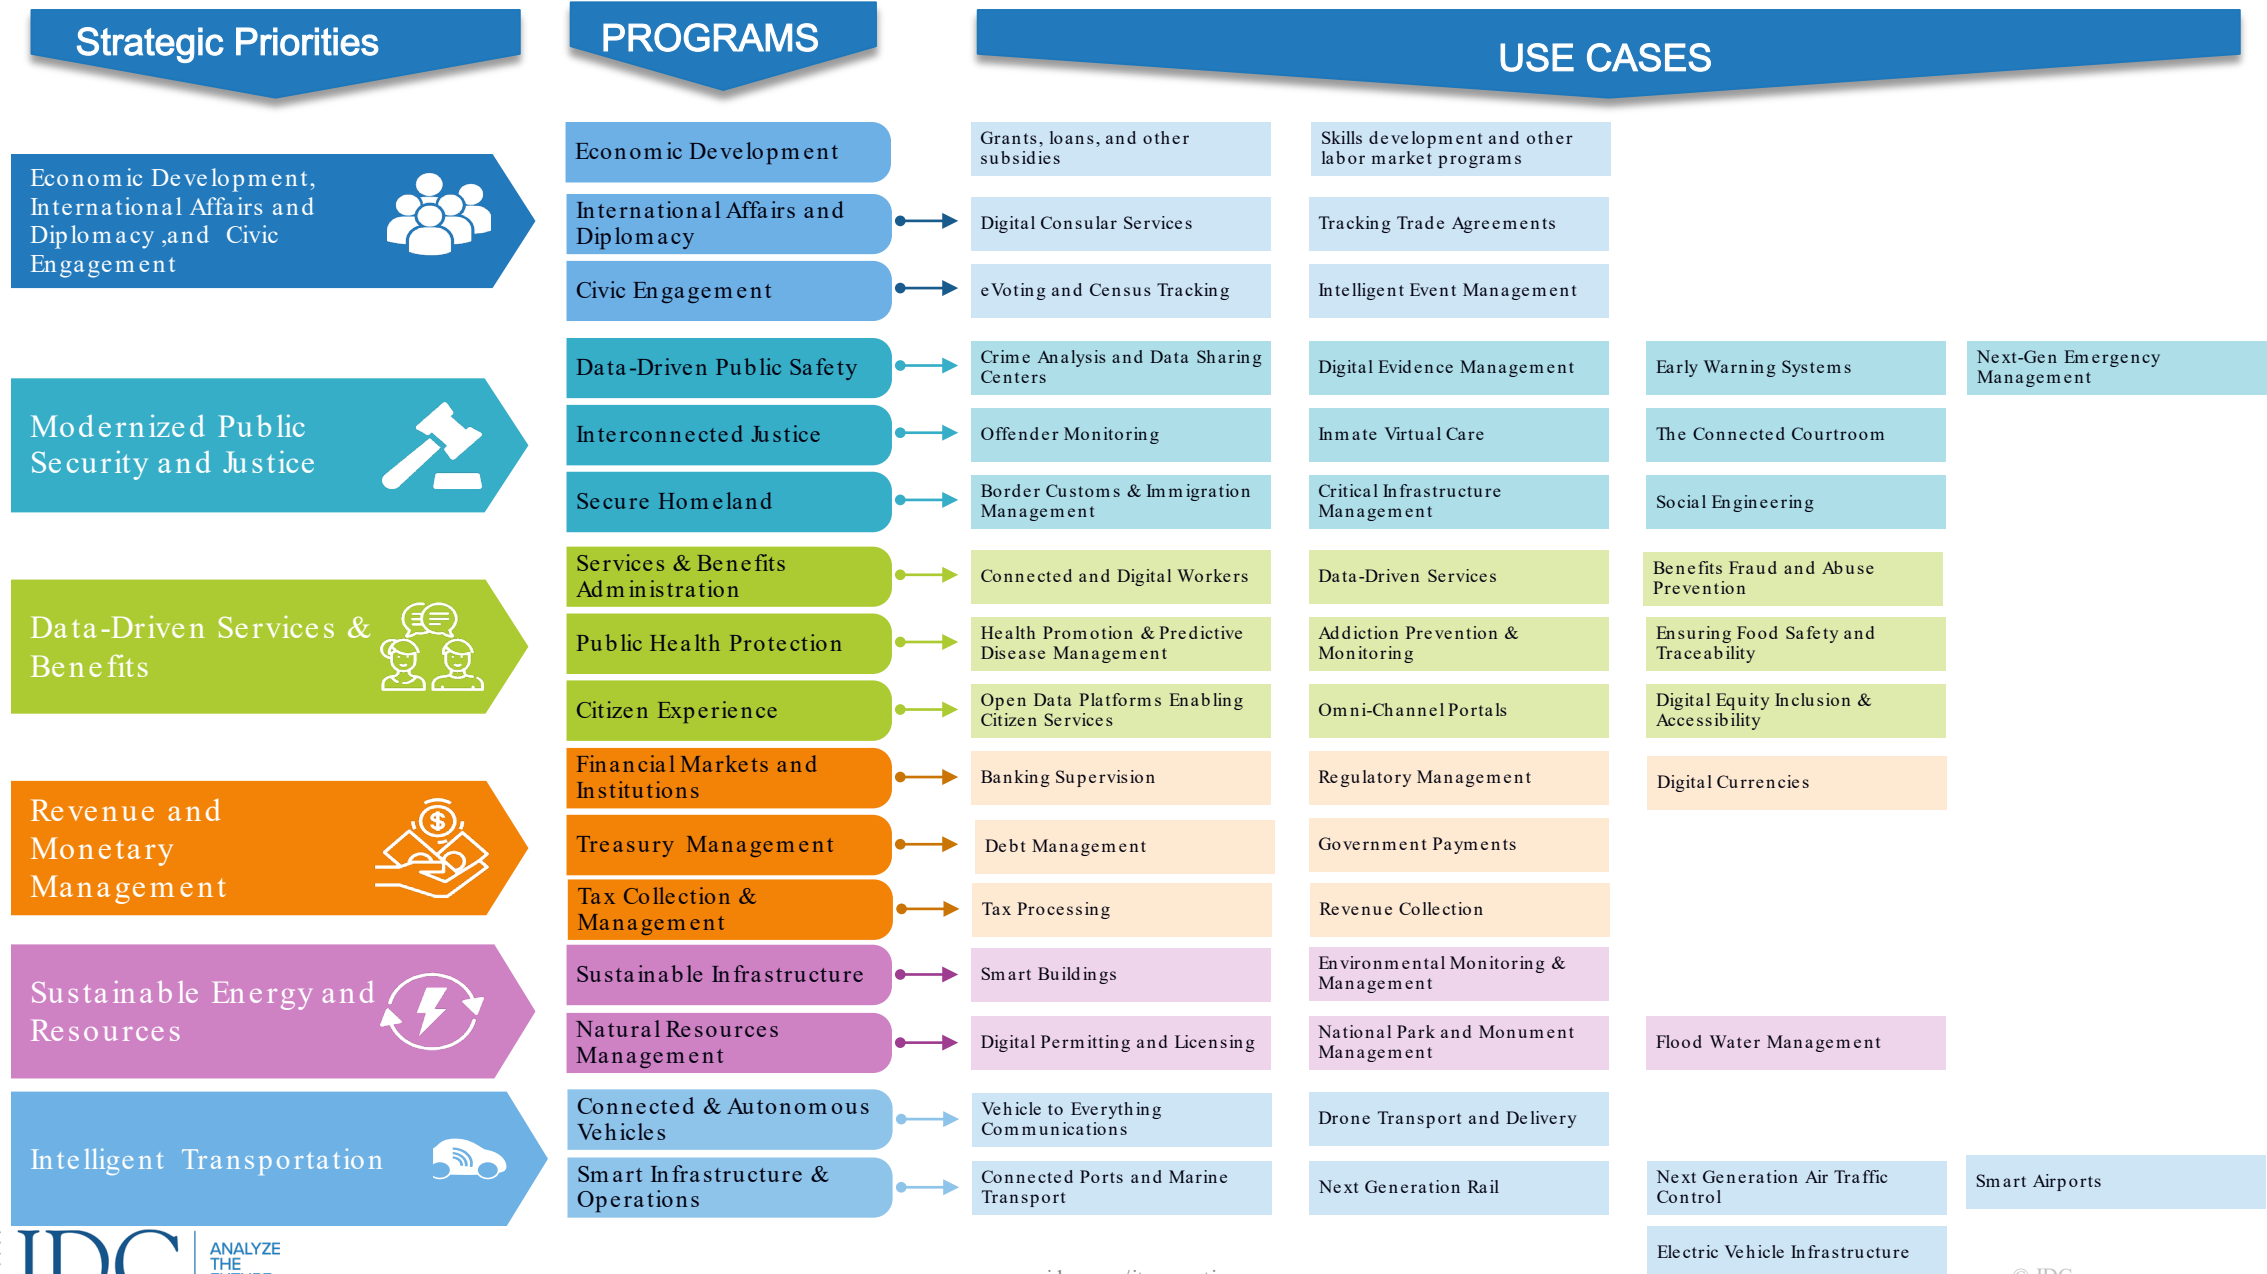 Strategic Priorities
PROGRAMS
USE CASES
Economic Development,
International Affairs and
Diplomacy ,and Civic
Engagement
Economic Development
Grants, loans, and other
subsidies
Skills development and other
labor market programs
International Affairs and
Diplomacy
Digital Consular Services
Tracking Trade Agreements
Civic Engagement
eVoting and Census Tracking
Intelligent Event Management
Modernized Public
Security and Justice
Data-Driven Public Safety
Crime Analysis and Data Sharing
Centers
Digital Evidence Management
Early Warning Systems
Next-Gen Emergency
Management
Interconnected Justice
Offender Monitoring
Inmate Virtual Care
The Connected Courtroom
Secure Homeland
Border Customs & Immigration
Management
Critical Infrastructure
Management
Social Engineering
Data-Driven Services &
Benefits
Services & Benefits
Administration
Connected and Digital Workers
Data-Driven Services
Benefits Fraud and Abuse
Prevention
Public Health Protection
Health Promotion & Predictive
Disease Management
Addiction Prevention &
Monitoring
Ensuring Food Safety and
Traceability
Citizen Experience
Open Data Platforms Enabling
Citizen Services
Omni-Channel Portals
Digital Equity Inclusion &
Accessibility
Revenue and
Monetary
Management
Financial Markets and
Institutions
Banking Supervision
Regulatory Management
Digital Currencies
Treasury Management
Debt Management
Government Payments
Tax Collection &
Management
Tax Processing
Revenue Collection
Sustainable Energy and
Resources
Sustainable Infrastructure
Smart Buildings
Environmental Monitoring &
Management
Natural Resources
Management
Digital Permitting and Licensing
National Park and Monument
Management
Flood Water Management
Intelligent Transportation
Connected & Autonomous
Vehicles
Vehicle to Everything
Communications
Drone Transport and Delivery
Smart Infrastructure &
Operations
Connected Ports and Marine
Transport
Next Generation Rail
Next Generation Air Traffic
Control
Smart Airports
Electric Vehicle Infrastructure
IDC
ANALYZE
THE
© IDC